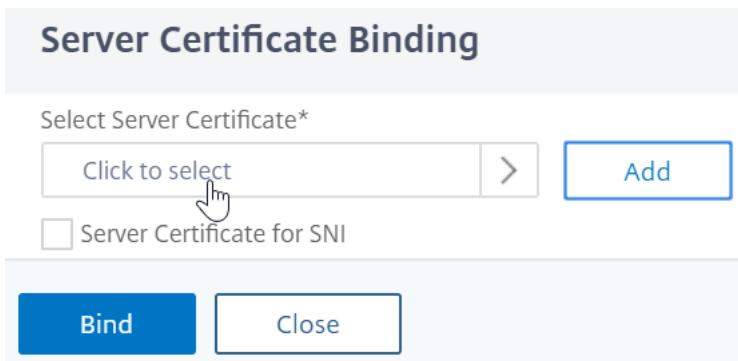 Server Certificate Binding
Select Server Certificate*
Click to select
Add
Server Certificate for SNI
Bind
Close